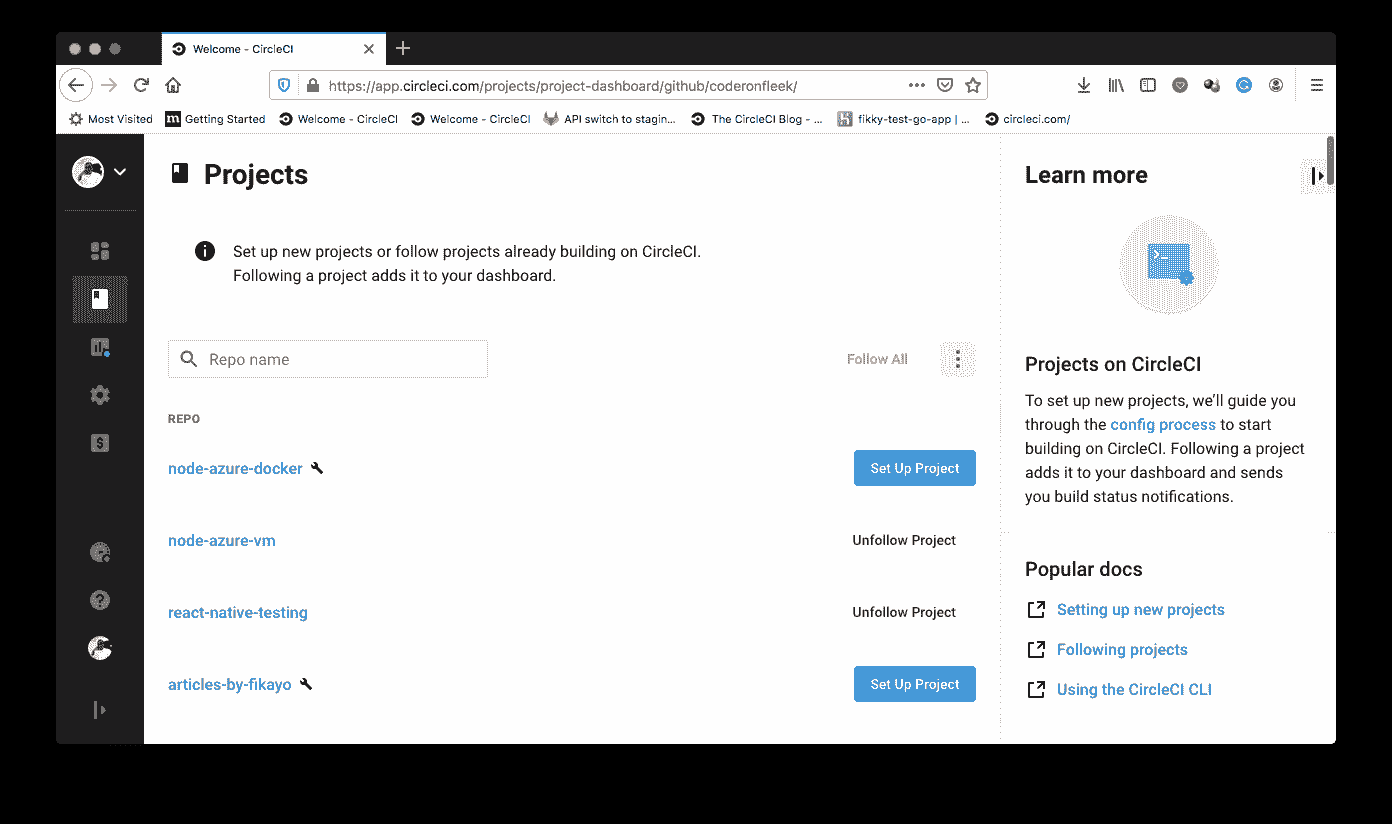 Welcome - CircleCI
https://app.circleci.com/projects/project-dashboard/github/coderonfleek/
Most Visited
Getting Started
Welcome - CircleCI
Welcome - CircleCI
API switch to stagin...
The CircleCI Blog - ...
fikky-test-go-app | ...
circleci.com/
Projects
Set up new projects or follow projects already building on CircleCI.
Following a project adds it to your dashboard.
Repo name
Follow All
REPO
node-azure-docker
Set Up Project
node-azure-vm
Unfollow Project
react-native-testing
Unfollow Project
articles-by-fikayo
Set Up Project
Learn more
Projects on CircleCI
To set up new projects, we'll guide you
through the config process to start
building on CircleCI. Following a project
adds it to your dashboard and sends
you build status notifications.
Popular docs
Setting up new projects
Following projects
Using the CircleCI CLI